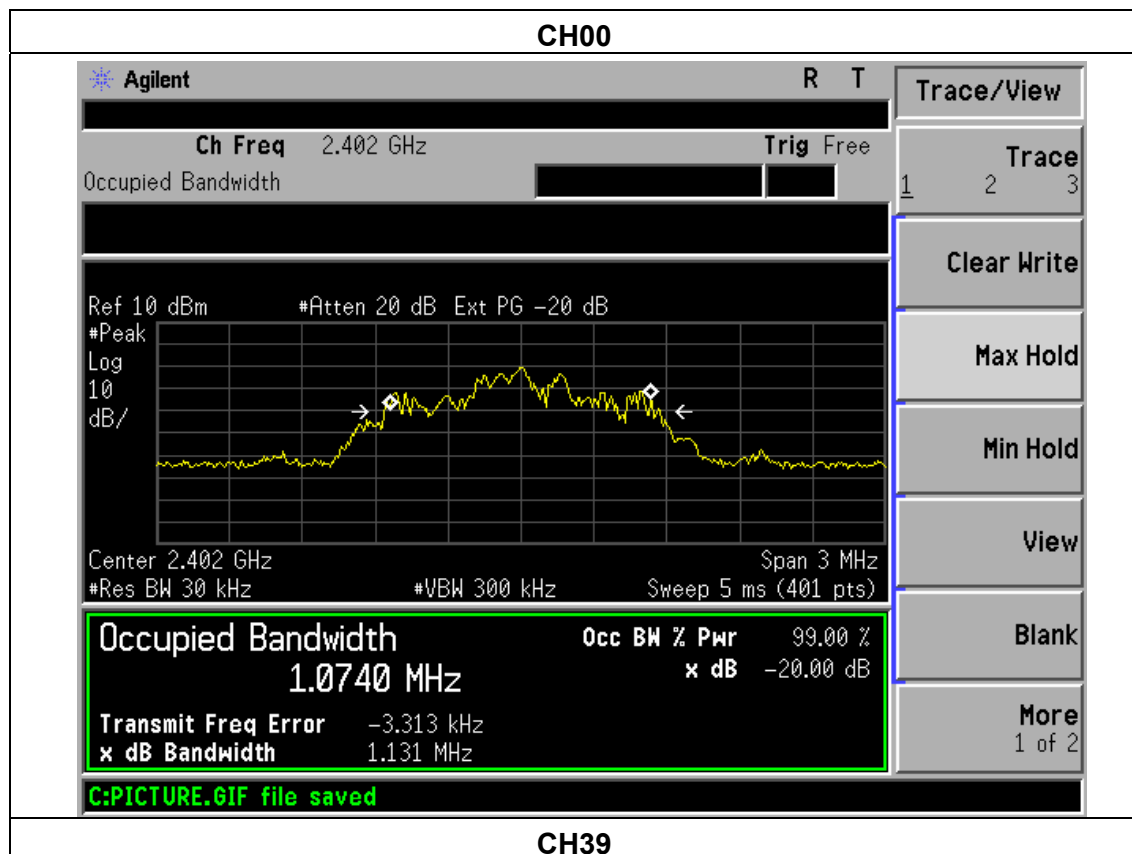 CH00
Agilent R T
Trace/View
Ch Freq 2.402 GHz Trig Free
Occupied Bandwidth
Trace
1 2 3
Clear Write
Max Hold
Min Hold
View
Blank
More
1 of 2
Ref 10 dBm #Atten 20 dB Ext PG -20 dB
#Peak
Log
10
dB/
Center 2.402 GHz Span 3 MHz
#Res BW 30 kHz #VBW 300 kHz Sweep 5 ms (401 pts)
Occupied Bandwidth Occ BW % Pwr 99.00 %
1.0740 MHz x dB -20.00 dB
Transmit Freq Error -3.313 kHz
x dB Bandwidth 1.131 MHz
C:PICTURE.GIF file saved
CH39